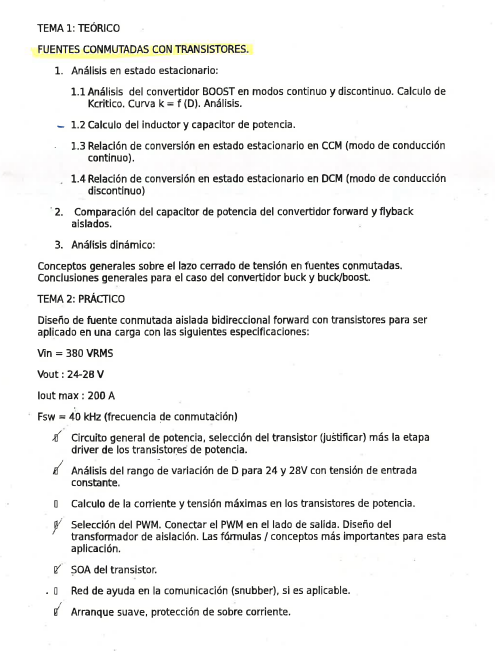 TEMA 1: TEÓRICO
FUENTES CONMUTADAS CON TRANSISTORES.
1. Análisis en estado estacionario:
1.1 Análisis del convertidor BOOST en modos continuo y discontinuo. Calculo de
Kcritico. Curva k = f (D). Análisis.
1.2 Calculo del inductor y capacitor de potencia.
1.3 Relación de conversión en estado estacionario en CCM (modo de conducción
continuo).
1.4 Relación de conversión en estado estacionario en DCM (modo de conducción
discontinuo)
2. Comparación del capacitor de potencia del convertidor forward y flyback
aislados.
3. Análisis dinámico:
Conceptos generales sobre el lazo cerrado de tensión en fuentes conmutadas.
Conclusiones generales para el caso del convertidor buck y buck/boost.
TEMA 2: PRÁCTICO
Diseño de fuente conmutada aislada bidireccional forward con transistores para ser
aplicado en una carga con las siguientes especificaciones:
Vin = 380 VRMS
Vout : 24-28 V
Iout max : 200 A
Fsw = 40 kHz (frecuencia de conmutación)
Circuito general de potencia, selección del transistor (justificar) más la etapa
driver de los transistores de potencia.
Análisis del rango de variación de D para 24 y 28V con tensión de entrada
constante.
Calculo de la corriente y tensión máximas en los transistores de potencia.
Selección del PWM. Conectar el PWM en el lado de salida. Diseño del
transformador de aislación. Las fórmulas / conceptos más importantes para esta
aplicación.
SOA del transistor.
Red de ayuda en la comunicación (snubber), si es aplicable.
Arranque suave, protección de sobre corriente.